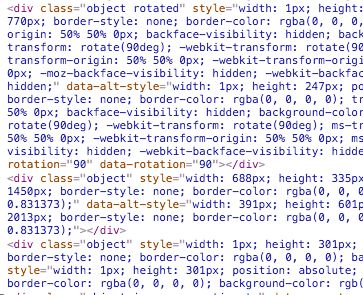 <div class="object rotated" style="width: 1px; height:
770px; border-style: none; border-color: rgba(0, 0, 0,
origin: 50% 50% 0px; backface-visibility: hidden; back
transform: rotate(90deg); -webkit-transform: rotate(90
transform-origin: 50% 50% 0px; -webkit-transform-origi
0px; -moz-backface-visibility: hidden; -webkit-backfac
hidden;" data-alt-style="width: 1px; height: 247px; po
border-style: none; border-color: rgba(0, 0, 0, 0); tr
50% 0px; backface-visibility: hidden; background-color
rotate(90deg); -webkit-transform: rotate(90deg); ms-tr
50% 50% 0px; -webkit-transform-origin: 50% 50% 0px; ms
visibility: hidden; -webkit-backface-visibility: hidde
rotation="90" data-rotation="90"></div>
<div class="object" style="width: 688px; height: 335px
1450px; border-style: none; border-color: rgba(0, 0, 0
0.831373);" data-alt-style="width: 391px; height: 601p
2013px; border-style: none; border-color: rgba(0, 0, 0
0.831373);"></div>
<div class="object" style="width: 1px; height: 301px;
border-style: none; border-color: rgba(0, 0, 0, 0); ba
style="width: 1px; height: 301px; position: absolute;
border-color: rgba(0, 0, 0, 0); background-color: rgb(